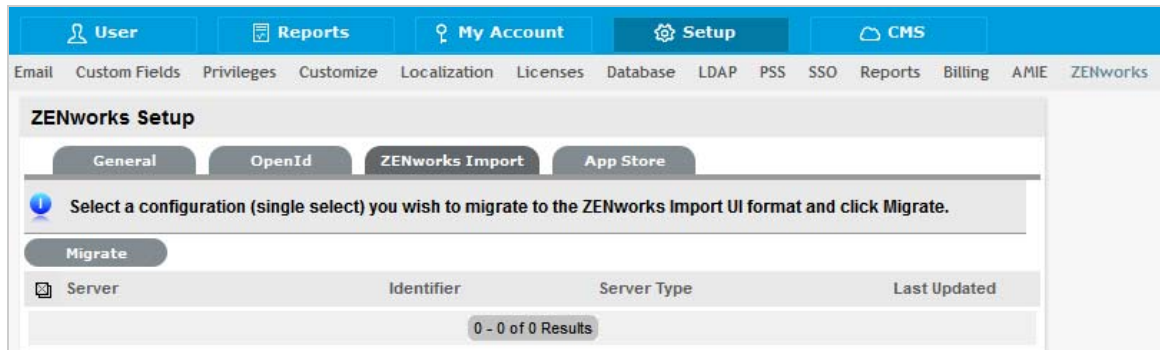 User Reports My Account Setup CMS
Email Custom Fields Privileges Customize Localization Licenses Database LDAP PSS SSO Reports Billing AMIE ZENworks
ZENworks Setup
General OpenId ZENworks Import App Store
Select a configuration (single select) you wish to migrate to the ZENworks Import UI format and click Migrate.
Migrate
Server Identifier Server Type Last Updated
0 - 0 of 0 Results